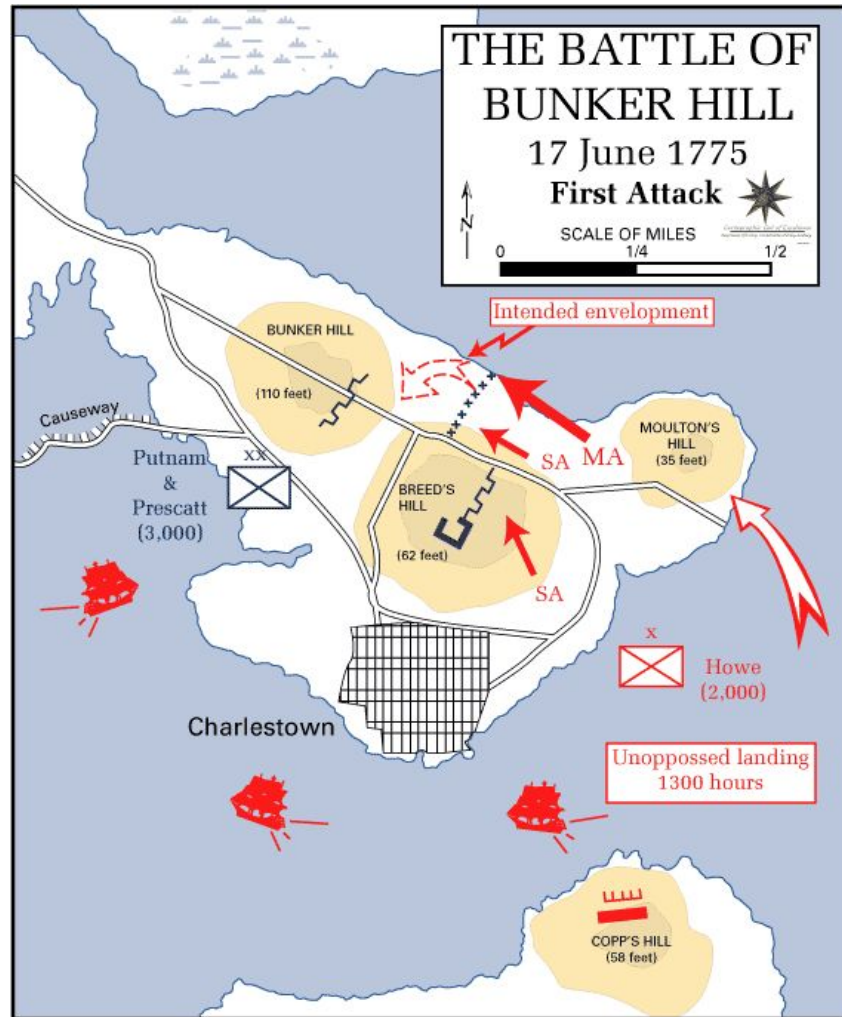 THE BATTLE OF
BUNKER HILL
17 June 1775
First Attack
N
SCALE OF MILES
0 1/4 1/2
Intended envelopment
BUNKER HILL
(110 feet)
Causeway
xx
Putnam
&
Prescatt
(3,000)
BREED'S
HILL
(62 feet)
SA
MA
SA
MOULTON'S
HILL
(35 feet)
x
Howe
(2,000)
Charlestown
Unoppossed landing
1300 hours
COPP'S HILL
(58 feet)